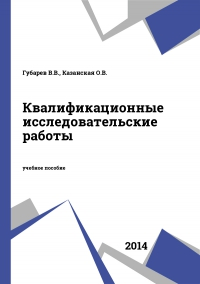 Губарев В.В., Казанская О.В.
Квалификационные
исследовательские
работы
учебное пособие
2014